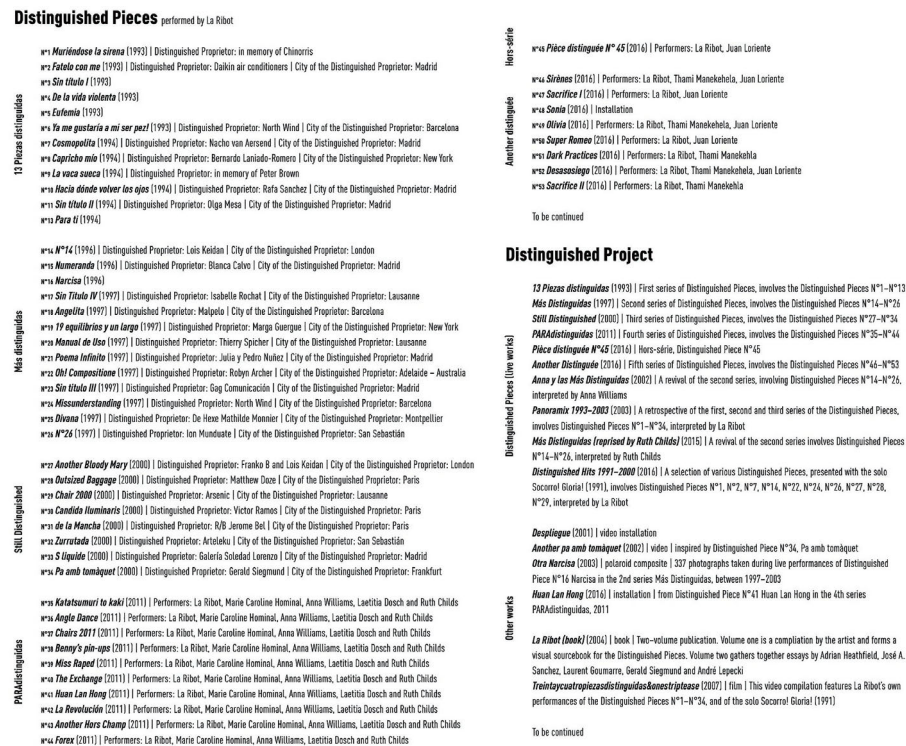 Distinguished Pieces performed by La Ribot
13 Piezas distinguidas
Nº1 Muriéndose la sirena (1993) | Distinguished Proprietor: in memory of Chinorris
Nº2 Fatelo con me (1993) | Distinguished Proprietor: Daikin air conditioners | City of the Distinguished Proprietor: Madrid
Nº3 Sin título I (1993)
Nº4 De la vida violenta (1993)
Nº5 Eufemia (1993)
Nº6 Ya me gustaría a mi ser pez! (1993) | Distinguished Proprietor: North Wind | City of the Distinguished Proprietor: Barcelona
Nº7 Cosmopolita (1994) | Distinguished Proprietor: Nacho van Aersend | City of the Distinguished Proprietor: Madrid
Nº8 Capricho mío (1994) | Distinguished Proprietor: Bernardo Laniado-Romero | City of the Distinguished Proprietor: New York
Nº9 La vaca sueca (1994) | Distinguished Proprietor: in memory of Peter Brown
Nº10 Hacia dónde volver los ojos (1994) | Distinguished Proprietor: Rafa Sanchez | City of the Distinguished Proprietor: Madrid
Nº11 Sin título II (1994) | Distinguished Proprietor: Olga Mesa | City of the Distinguished Proprietor: Madrid
Nº13 Para ti (1994)
Más distinguidas
Nº14 N°14 (1996) | Distinguished Proprietor: Lois Keidan | City of the Distinguished Proprietor: London
Nº15 Numeranda (1996) | Distinguished Proprietor: Blanca Calvo | City of the Distinguished Proprietor: Madrid
Nº16 Narcisa (1996)
Nº17 Sin Titulo IV (1997) | Distinguished Proprietor: Isabelle Rochat | City of the Distinguished Proprietor: Lausanne
Nº18 Angelita (1997) | Distinguished Proprietor: Malpelo | City of the Distinguished Proprietor: Barcelona
Nº19 19 equilibrios y un largo (1997) | Distinguished Proprietor: Marga Guergue | City of the Distinguished Proprietor: New York
Nº20 Manual de Uso (1997) | Distinguished Proprietor: Thierry Spicher | City of the Distinguished Proprietor: Lausanne
Nº21 Poema Infinito (1997) | Distinguished Proprietor: Julia y Pedro Nuñez | City of the Distinguished Proprietor: Madrid
Nº22 Oh! Compositione (1997) | Distinguished Proprietor: Robyn Archer | City of the Distinguished Proprietor: Adelaide – Australia
Nº23 Sin título III (1997) | Distinguished Proprietor: Gag Comunicación | City of the Distinguished Proprietor: Madrid
Nº24 Missunderstanding (1997) | Distinguished Proprietor: North Wind | City of the Distinguished Proprietor: Barcelona
Nº25 Divana (1997) | Distinguished Proprietor: De Hexe Mathilde Monnier | City of the Distinguished Proprietor: Montpellier
Nº26 N°26 (1997) | Distinguished Proprietor: Ion Munduate | City of the Distinguished Proprietor: San Sebastián
Still Distinguished
Nº27 Another Bloody Mary (2000) | Distinguished Proprietor: Franko B and Lois Keidan | City of the Distinguished Proprietor: London
Nº28 Outsized Baggage (2000) | Distinguished Proprietor: Matthew Doze | City of the Distinguished Proprietor: Paris
Nº29 Chair 2000 (2000) | Distinguished Proprietor: Arsenic | City of the Distinguished Proprietor: Lausanne
Nº30 Candida Iluminaris (2000) | Distinguished Proprietor: Victor Ramos | City of the Distinguished Proprietor: Paris
Nº31 de la Mancha (2000) | Distinguished Proprietor: R/B Jerome Bel | City of the Distinguished Proprietor: Paris
Nº32 Zurrutada (2000) | Distinguished Proprietor: Arteleku | City of the Distinguished Proprietor: San Sebastián
Nº33 S liquide (2000) | Distinguished Proprietor: Galería Soledad Lorenzo | City of the Distinguished Proprietor: Madrid
Nº34 Pa amb tomàquet (2000) | Distinguished Proprietor: Gerald Siegmund | City of the Distinguished Proprietor: Frankfurt
PARAdistinguidas
Nº35 Katatsumuri to kaki (2011) | Performers: La Ribot, Marie Caroline Hominal, Anna Williams, Laetitia Dosch and Ruth Childs
Nº36 Angle Dance (2011) | Performers: La Ribot, Marie Caroline Hominal, Anna Williams, Laetitia Dosch and Ruth Childs
Nº37 Chairs 2011 (2011) | Performers: La Ribot, Marie Caroline Hominal, Anna Williams, Laetitia Dosch and Ruth Childs
Nº38 Benny's pin-ups (2011) | Performers: La Ribot, Marie Caroline Hominal, Anna Williams, Laetitia Dosch and Ruth Childs
Nº39 Miss Raped (2011) | Performers: La Ribot, Marie Caroline Hominal, Anna Williams, Laetitia Dosch and Ruth Childs
Nº40 The Exchange (2011) | Performers: La Ribot, Marie Caroline Hominal, Anna Williams, Laetitia Dosch and Ruth Childs
Nº41 Huan Lan Hong (2011) | Performers: La Ribot, Marie Caroline Hominal, Anna Williams, Laetitia Dosch and Ruth Childs
Nº42 La Revolución (2011) | Performers: La Ribot, Marie Caroline Hominal, Anna Williams, Laetitia Dosch and Ruth Childs
Nº43 Another Hors Champ (2011) | Performers: La Ribot, Marie Caroline Hominal, Anna Williams, Laetitia Dosch and Ruth Childs
Nº44 Forex (2011) | Performers: La Ribot, Marie Caroline Hominal, Anna Williams, Laetitia Dosch and Ruth Childs
Hors-série
Nº45 Pièce distinguée N° 45 (2016) | Performers: La Ribot, Juan Loriente
Another distinguée
Nº46 Sirènes (2016) | Performers: La Ribot, Thami Manekehela, Juan Loriente
Nº47 Sacrifice I (2016) | Performers: La Ribot, Juan Loriente
Nº48 Sonia (2016) | Installation
Nº49 Olivia (2016) | Performers: La Ribot, Thami Manekehela, Juan Loriente
Nº50 Super Romeo (2016) | Performers: La Ribot, Juan Loriente
Nº51 Dark Practices (2016) | Performers: La Ribot, Thami Manekehla
Nº52 Desasosiego (2016) | Performers: La Ribot, Thami Manekehela, Juan Loriente
Nº53 Sacrifice II (2016) | Performers: La Ribot, Thami Manekehla
To be continued
Distinguished Project
Distinguished Pieces (live works)
13 Piezas distinguidas (1993) | First series of Distinguished Pieces, involves the Distinguished Pieces N°1–N°13
Más Distinguidas (1997) | Second series of Distinguished Pieces, involves the Distinguished Pieces N°14–N°26
Still Distinguished (2000) | Third series of Distinguished Pieces, involves the Distinguished Pieces N°27–N°34
PARAdistinguidas (2011) | Fourth series of Distinguished Pieces, involves the Distinguished Pieces N°35–N°44
Pièce distinguée N°45 (2016) | Hors-série, Distinguished Piece N°45
Another Distinguée (2016) | Fifth series of Distinguished Pieces, involves the Distinguished Pieces N°46–N°53
Anna y las Más Distinguidas (2002) | A revival of the second series, involving Distinguished Pieces N°14–N°26,
interpreted by Anna Williams
Panoramix 1993–2003 (2003) | A retrospective of the first, second and third series of the Distinguished Pieces,
involves Distinguished Pieces N°1–N°34, interpreted by La Ribot
Más Distinguidas (reprised by Ruth Childs) (2015) | A revival of the second series involves Distinguished Pieces
N°14–N°26, interpreted by Ruth Childs
Distinguished Hits 1991–2000 (2016) | A selection of various Distinguished Pieces, presented with the solo
Socorro! Gloria! (1991), involves Distinguished Pieces N°1, N°2, N°7, N°14, N°22, N°24, N°26, N°27, N°28,
N°29, interpreted by La Ribot
Other works
Despliegue (2001) | video installation
Another pa amb tomàquet (2002) | video | inspired by Distinguished Piece N°34, Pa amb tomàquet
Otra Narcisa (2003) | polaroid composite | 337 photographs taken during live performances of Distinguished
Piece N°16 Narcisa in the 2nd series Más Distinguidas, between 1997–2003
Huan Lan Hong (2016) | installation | from Distinguished Piece N°41 Huan Lan Hong in the 4th series
PARAdistinguidas, 2011
La Ribot (book) (2004) | book | Two-volume publication. Volume one is a compliation by the artist and forms a
visual sourcebook for the Distinguished Pieces. Volume two gathers together essays by Adrian Heathfield, José A.
Sanchez, Laurent Goumarre, Gerald Siegmund and André Lepecki
Treintaycuatropiezasdistinguidas&onestriptease (2007) | film | This video compilation features La Ribot's own
performances of the Distinguished Pieces N°1–N°34, and of the solo Socorro! Gloria! (1991)
To be continued